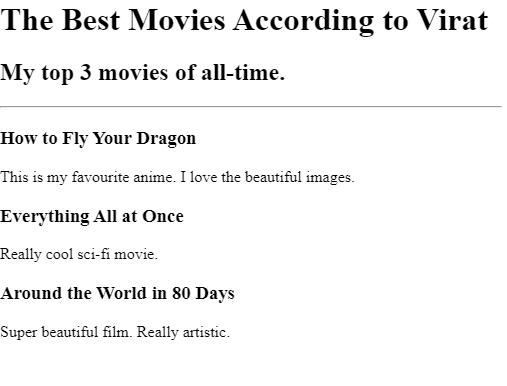 The Best Movies According to Virat
My top 3 movies of all-time.
How to Fly Your Dragon
This is my favourite anime. I love the beautiful images.
Everything All at Once
Really cool sci-fi movie.
Around the World in 80 Days
Super beautiful film. Really artistic.